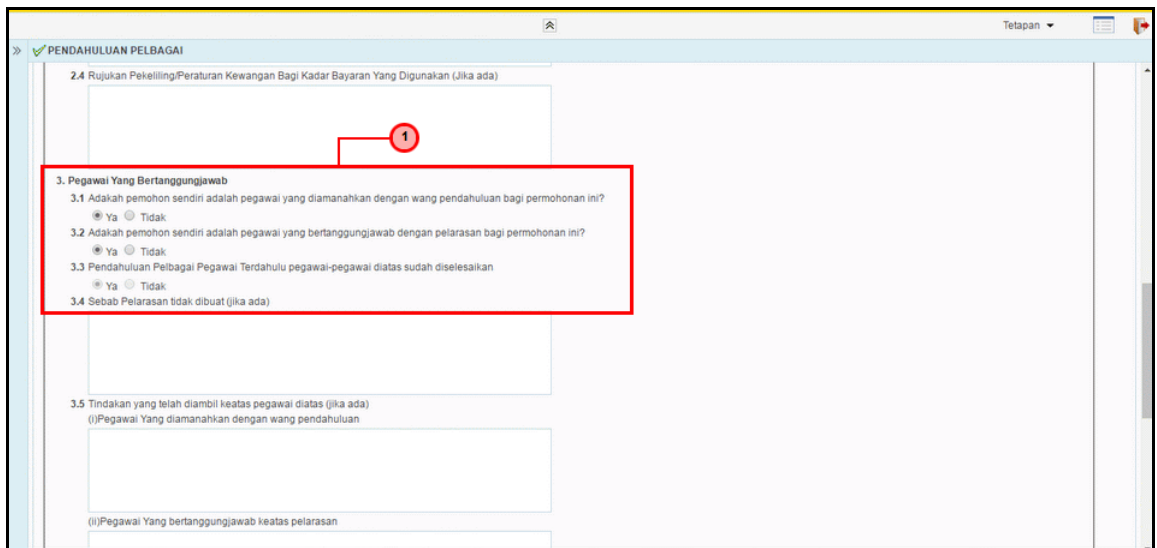 Tetapan
PENDAHULUAN PELBAGAI
2.4 Rujukan Pekeliling/Peraturan Kewangan Bagi Kadar Bayaran Yang Digunakan (Jika ada)
1
3. Pegawai Yang Bertanggungjawab
3.1 Adakah pemohon sendiri adalah pegawai yang diamanahkan dengan wang pendahuluan bagi permohonan ini?
Ya Tidak
3.2 Adakah pemohon sendiri adalah pegawai yang bertanggungjawab dengan pelarasan bagi permohonan ini?
Ya Tidak
3.3 Pendahuluan Pelbagai Pegawai Terdahulu pegawai-pegawai diatas sudah diselesaikan
Ya Tidak
3.4 Sebab Pelarasan tidak dibuat (jika ada)
3.5 Tindakan yang telah diambil keatas pegawai diatas (jika ada)
(i)Pegawai Yang diamanahkan dengan wang pendahuluan
(ii)Pegawai Yang bertanggungjawab keatas pelarasan